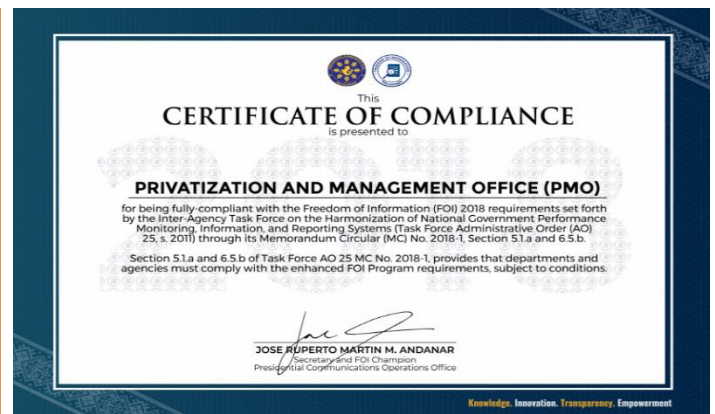 This
CERTIFICATE OF COMPLIANCE
is presented to
2018
PRIVATIZATION AND MANAGEMENT OFFICE (PMO)
for being fully-compliant with the Freedom of Information (FOI) 2018 requirements set forth
by the Inter-Agency Task Force on the Harmonization of National Government Performance
Monitoring, Information, and Reporting Systems (Task Force Administrative Order (AO)
25, s. 2011) through its Memorandum Circular (MC) No. 2018-1, Section 5.1.a and 6.5.b.
Section 5.1.a and 6.5.b of Task Force AO 25 MC No. 2018-1, provides that departments and
agencies must comply with the enhanced FOI Program requirements, subject to conditions.
JOSE RUPERTO MARTIN M. ANDANAR
Secretary and FOI Champion
Presidential Communications Operations Office
Knowledge. Innovation. Transparency. Empowerment